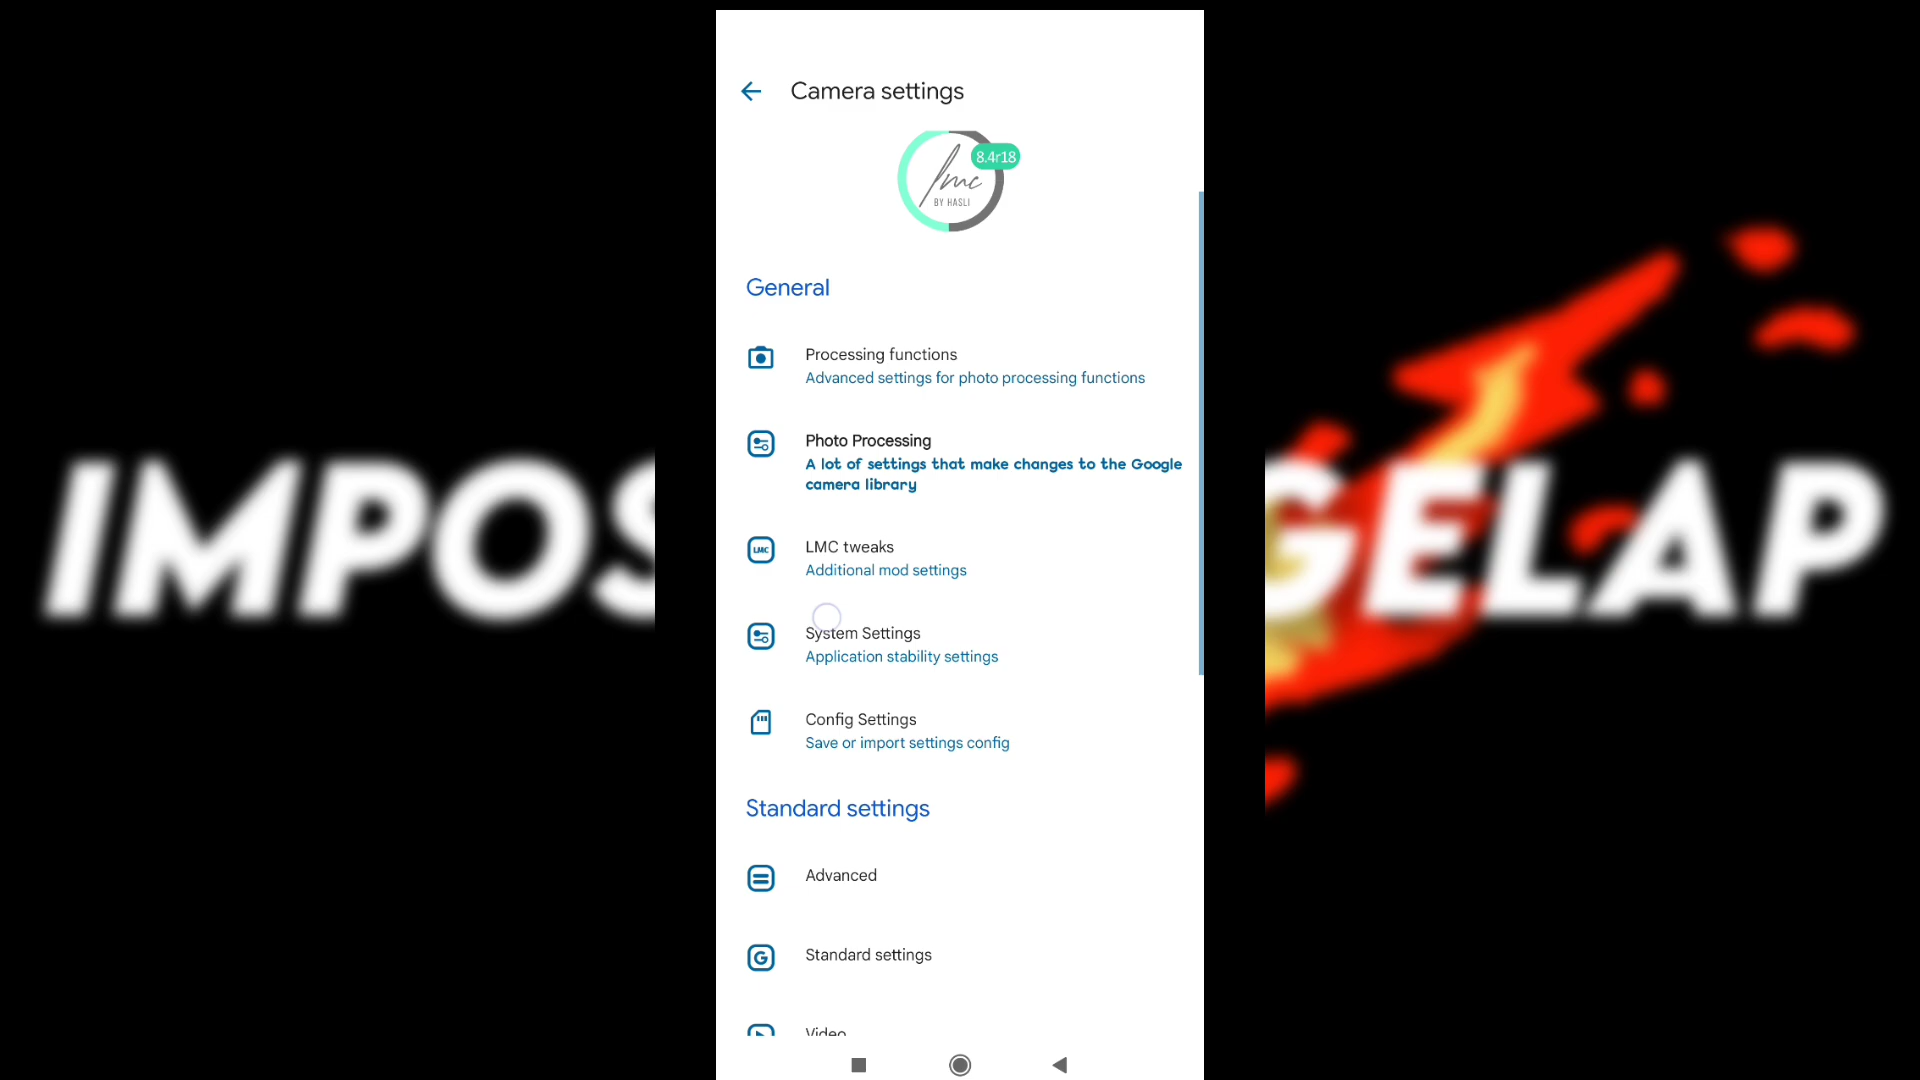 Camera settings
8.4r18
lmc
BY HASLI
General
Processing functions
Advanced settings for photo processing functions
Photo Processing
A lot of settings that make changes to the Google
camera library
LMC
LMC tweaks
Additional mod settings
System Settings
Application stability settings
Config Settings
Save or import settings config
Standard settings
Advanced
G
Standard settings
Video
IMPOS
GELAP